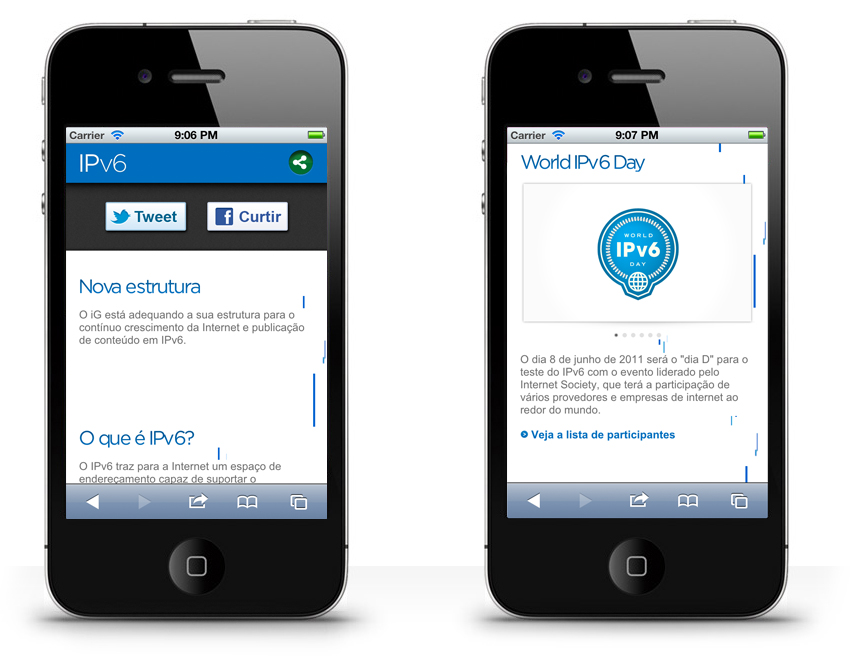 Carrier
9:06 PM
IPv6
Tweet
Curtir
Nova estrutura
O iG está adequando a sua estrutura para o
contínuo crescimento da Internet e publicação
de conteúdo em IPv6.
O que é IPv6?
O IPv6 traz para a Internet um espaço de
endereçamento capaz de suportar o
Carrier
9:07 PM
World IPv6 Day
WORLD
IPv6
DAY
O dia 8 de junho de 2011 será o "dia D" para o
teste do IPv6 com o evento liderado pelo
Internet Society, que terá a participação de
vários provedores e empresas de internet ao
redor do mundo.
Veja a lista de participantes